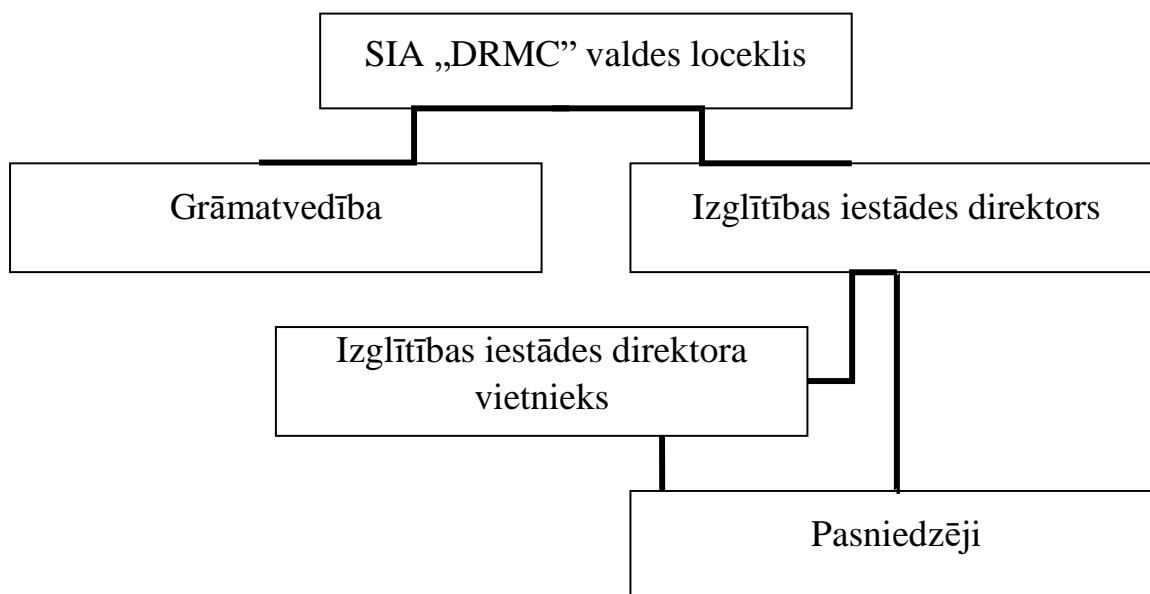 SIA „DRMC” valdes loceklis
Grāmatvedība
Izglītības iestādes direktors
Izglītības iestādes direktora
vietnieks
Pasniedzēji